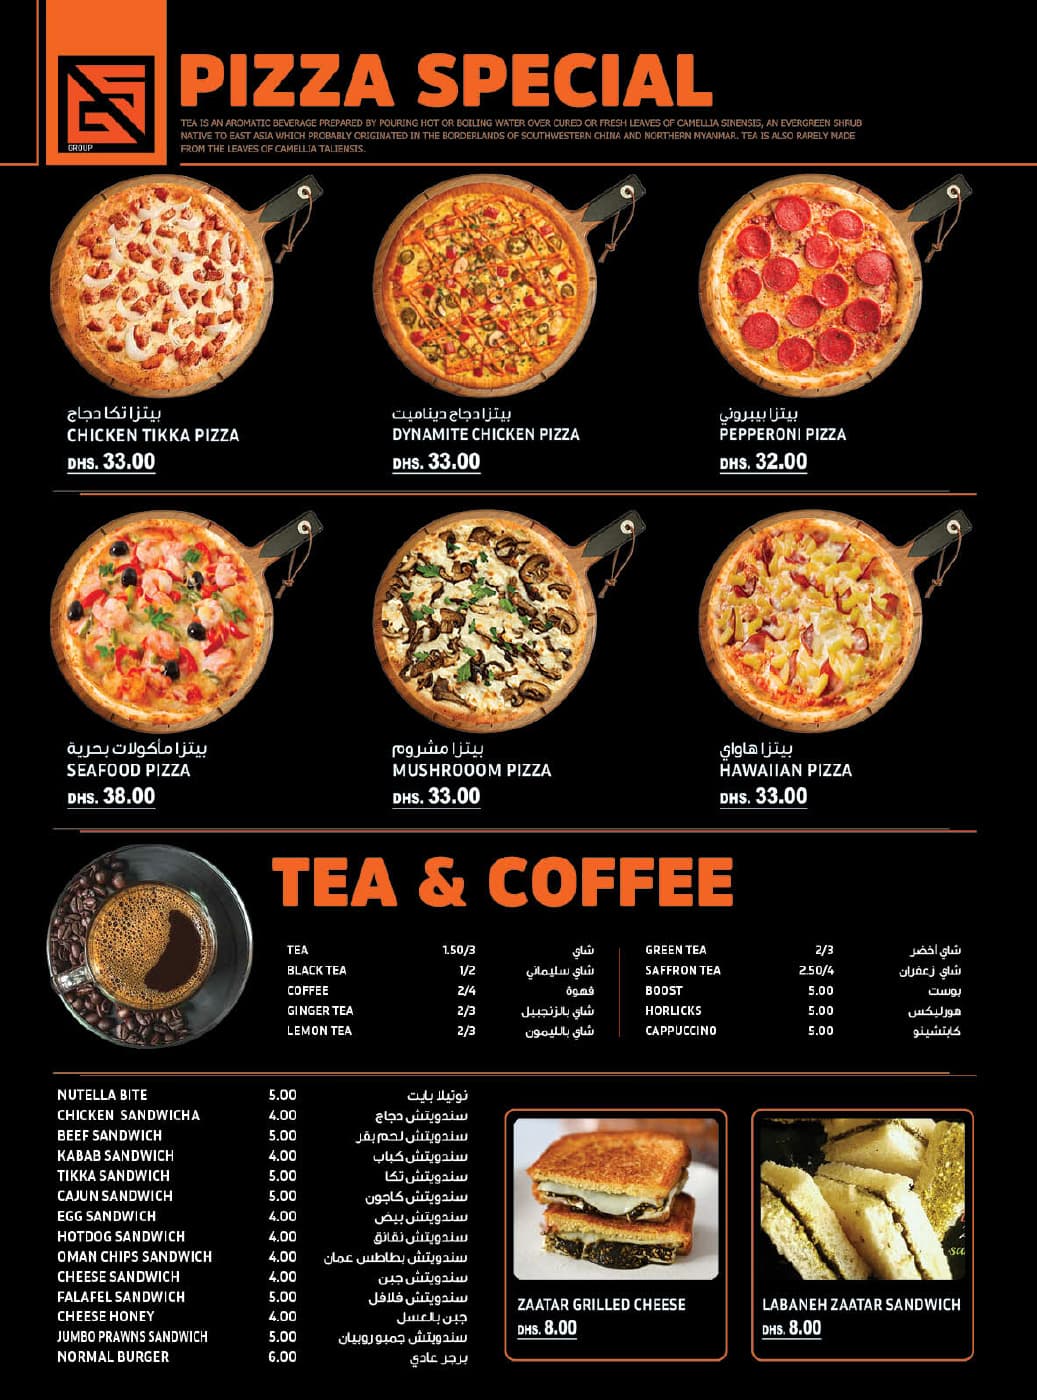 GROUP
PIZZA SPECIAL
TEA IS AN AROMATIC BEVERAGE PREPARED BY POURING HOT OR BOILING WATER OVER CURED OR FRESH LEAVES OF CAMELLIA SINENSIS, AN EVERGREEN SHRUB
NATIVE TO EAST ASIA WHICH PROBABLY ORIGINATED IN THE BORDERLANDS OF SOUTHWESTERN CHINA AND NORTHERN MYANMAR. TEA IS ALSO RARELY MADE
FROM THE LEAVES OF CAMELLIA TALIENSIS.
بيتزا تكا دجاج
CHICKEN TIKKA PIZZA
DHS. 33.00
بيتزا دجاج ديناميت
DYNAMITE CHICKEN PIZZA
DHS. 33.00
بيتزا بيبروني
PEPPERONI PIZZA
DHS. 32.00
بيتزا مأكولات بحرية
SEAFOOD PIZZA
DHS. 38.00
بيتزا مشروم
MUSHROOOM PIZZA
DHS. 33.00
بيتزا هاواي
HAWAIIAN PIZZA
DHS. 33.00
TEA & COFFEE
TEA 1.50/3 شاي
BLACK TEA 1/2 شاي سليماني
COFFEE 2/4 قهوة
GINGER TEA 2/3 شاي بالزنجبيل
LEMON TEA 2/3 شاي بالليمون
GREEN TEA 2/3 شاي أخضر
SAFFRON TEA 2.50/4 شاي زعفران
BOOST 5.00 بوست
HORLICKS 5.00 هورليكس
CAPPUCCINO 5.00 كابتشينو
NUTELLA BITE 5.00 نوتيلا بايت
CHICKEN SANDWICHA 4.00 سندويتش دجاج
BEEF SANDWICH 5.00 سندويتش لحم بقر
KABAB SANDWICH 4.00 سندويتش كباب
TIKKA SANDWICH 5.00 سندويتش تكا
CAJUN SANDWICH 5.00 سندويتش كاجون
EGG SANDWICH 4.00 سندويتش بيض
HOTDOG SANDWICH 4.00 سندويتش نقانق
OMAN CHIPS SANDWICH 4.00 سندويتش بطاطس عمان
CHEESE SANDWICH 4.00 سندويتش جبن
FALAFEL SANDWICH 5.00 سندويتش فلافل
CHEESE HONEY 4.00 جبن بالعسل
JUMBO PRAWNS SANDWICH 5.00 سندويتش جمبو روبيان
NORMAL BURGER 6.00 برجر عادي
ZAATAR GRILLED CHEESE
DHS. 8.00
LABANEH ZAATAR SANDWICH
DHS. 8.00